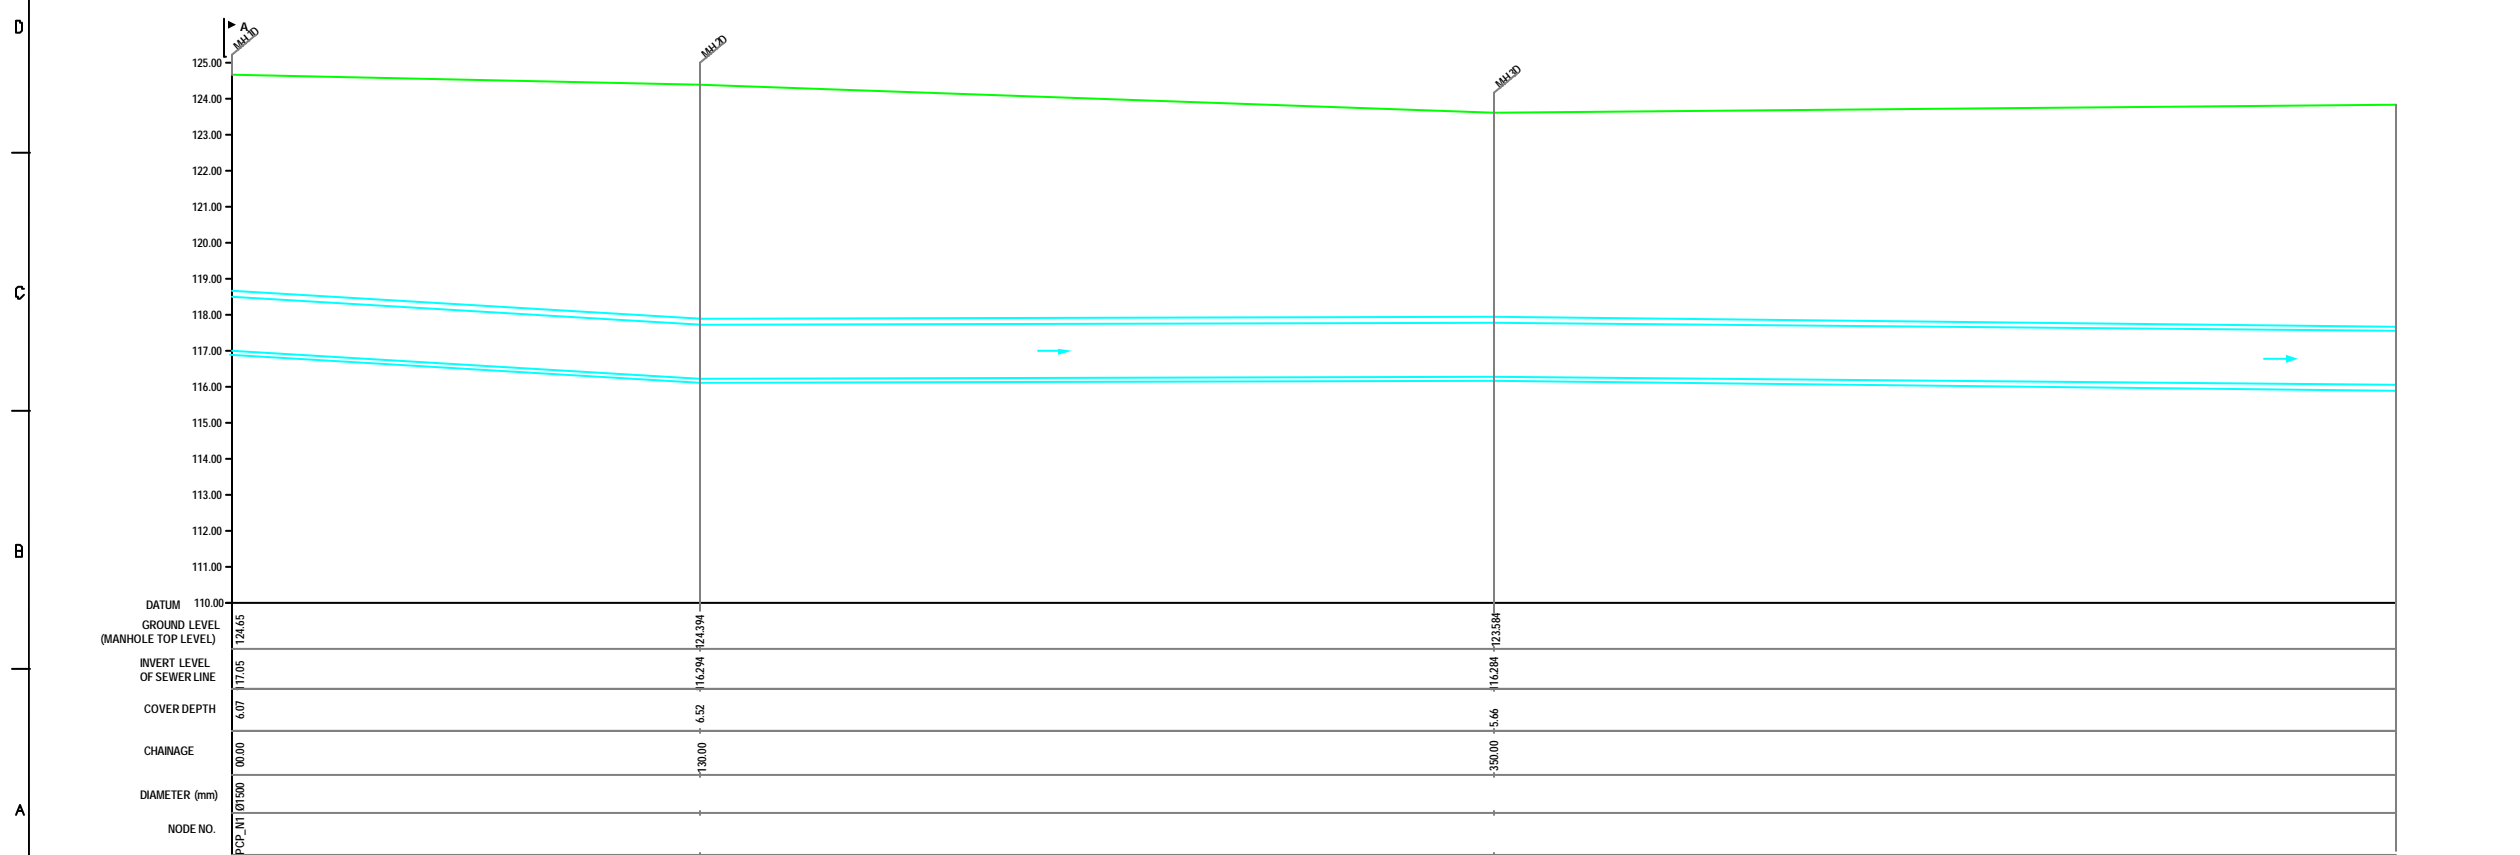 D
A
MH 1D
MH 2D
MH 3D
125.00
124.00
123.00
122.00
121.00
120.00
119.00
C
118.00
117.00
116.00
115.00
114.00
113.00
112.00
B
111.00
DATUM 110.00
GROUND LEVEL
(MANHOLE TOP LEVEL)
124.65
124.394
123.584
INVERT LEVEL
OF SEWER LINE
117.05
116.294
116.284
COVER DEPTH
6.07
6.52
5.66
CHAINAGE
00.00
130.00
350.00
DIAMETER (mm)
Ø1500
A
NODE NO.
PCP_N1